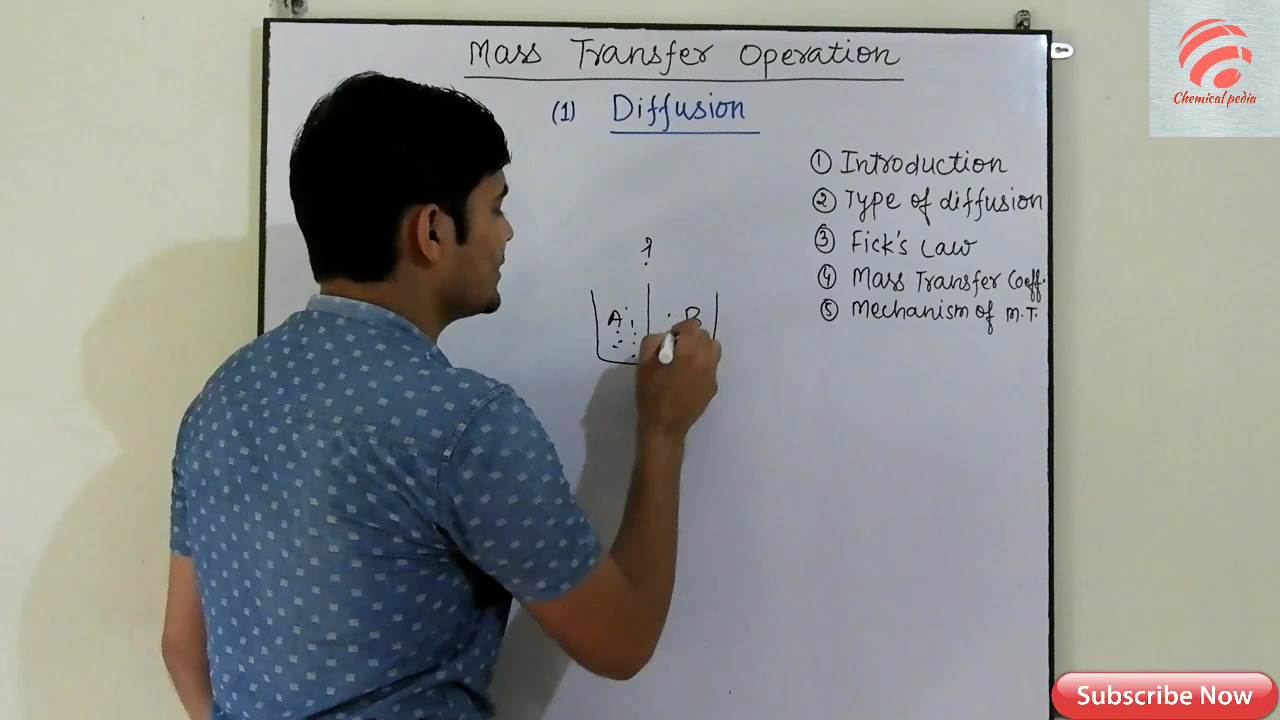 Mass Transfer Operation
(1) Diffusion
① Introduction
② Type of diffusion
③ Fick's Law
④ Mass Transfer Coeff.
⑤ Mechanism of M.T.
?
A B
Chemical pedia
Subscribe Now